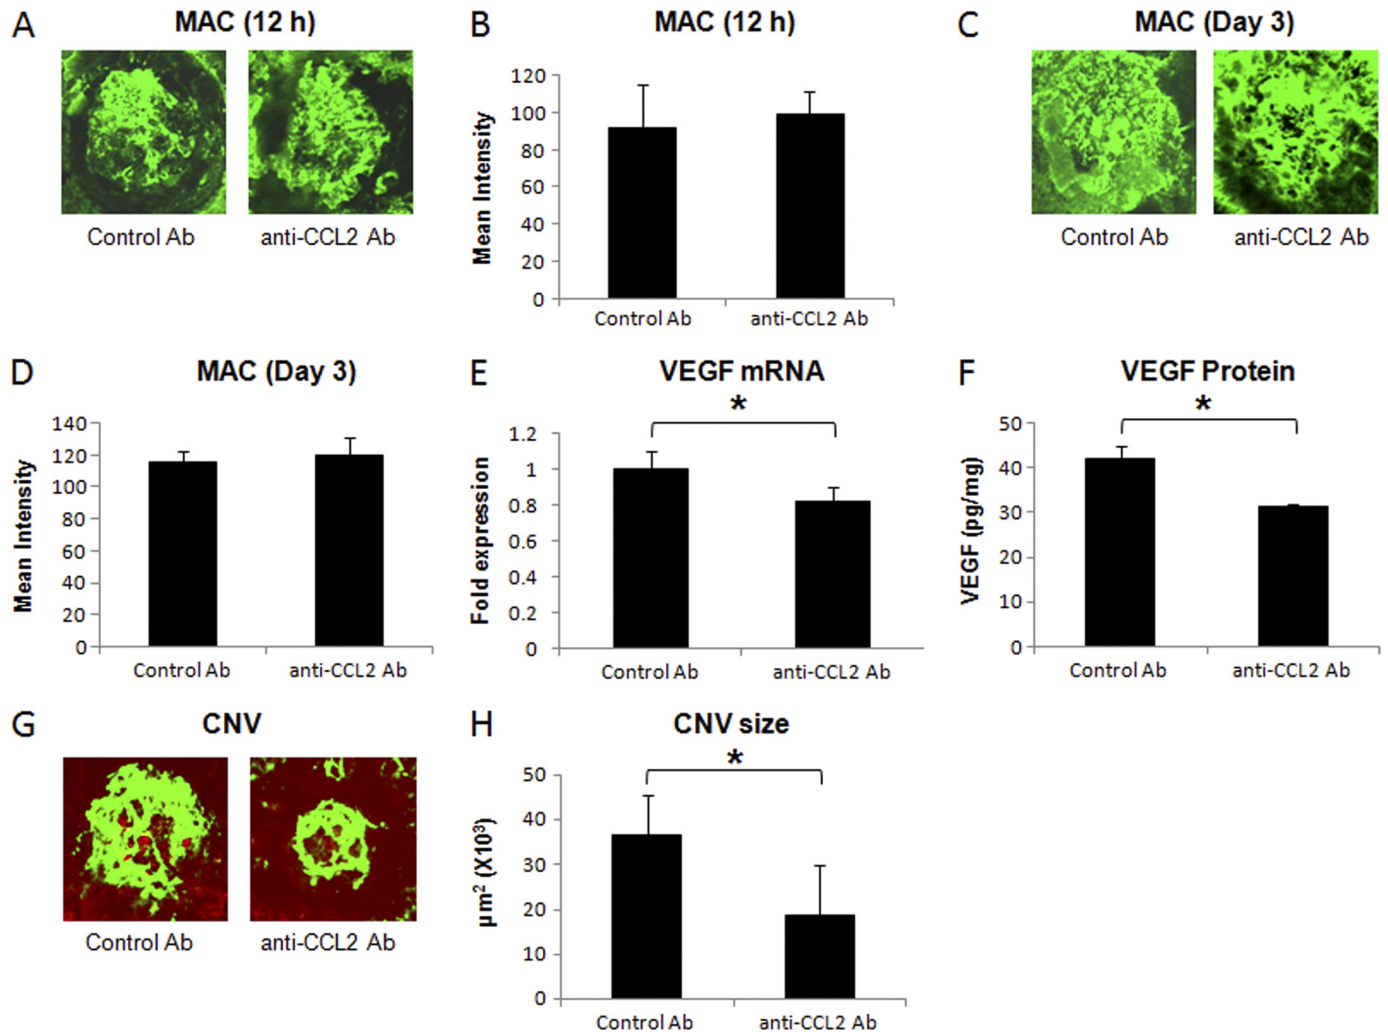 A
MAC (12 h)
Control Ab
anti-CCL2 Ab
B
MAC (12 h)
Mean Intensity
120
100
80
60
40
20
0
Control Ab
anti-CCL2 Ab
C
MAC (Day 3)
Control Ab
anti-CCL2 Ab
D
MAC (Day 3)
Mean Intensity
140
120
100
80
60
40
20
0
Control Ab
anti-CCL2 Ab
E
VEGF mRNA
*
Fold expression
1.2
1
0.8
0.6
0.4
0.2
0
Control Ab
anti-CCL2 Ab
F
VEGF Protein
*
VEGF (pg/mg)
50
40
30
20
10
0
Control Ab
anti-CCL2 Ab
G
CNV
Control Ab
anti-CCL2 Ab
H
CNV size
*
µm² (X10³)
50
40
30
20
10
0
Control Ab
anti-CCL2 Ab